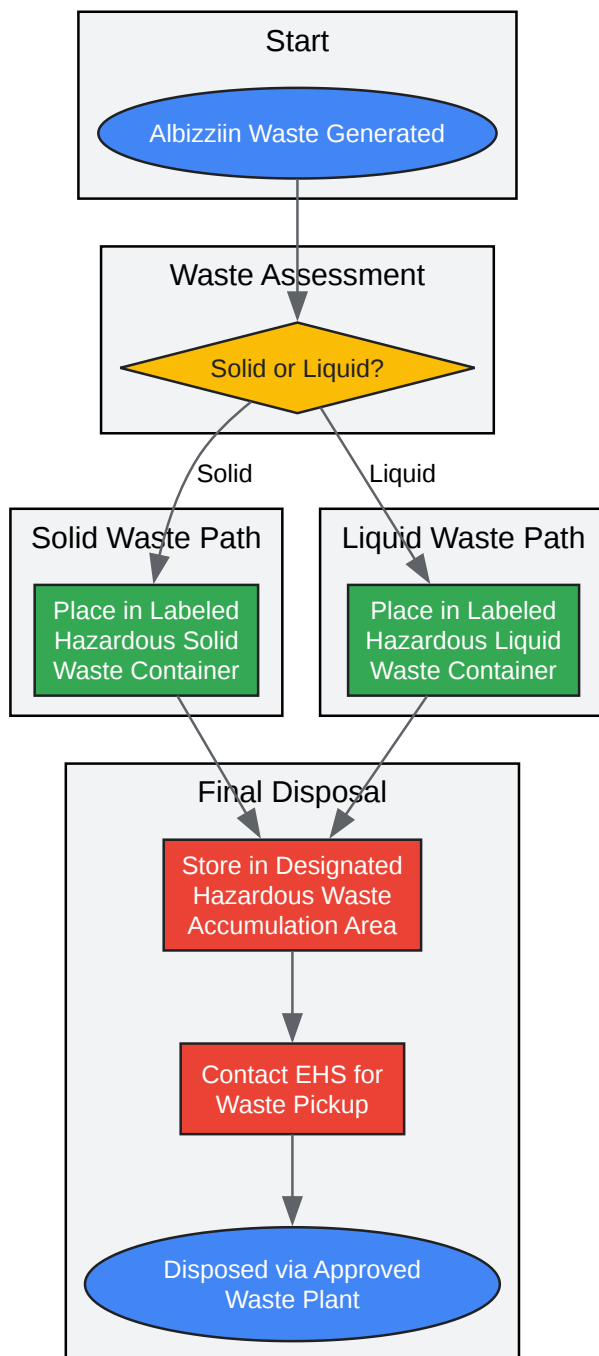 Start
Albizziin Waste Generated
Waste Assessment
Solid or Liquid?
Solid
Liquid
Solid Waste Path
Place in Labeled
Hazardous Solid
Waste Container
Liquid Waste Path
Place in Labeled
Hazardous Liquid
Waste Container
Final Disposal
Store in Designated
Hazardous Waste
Accumulation Area
Contact EHS for
Waste Pickup
Disposed via Approved
Waste Plant